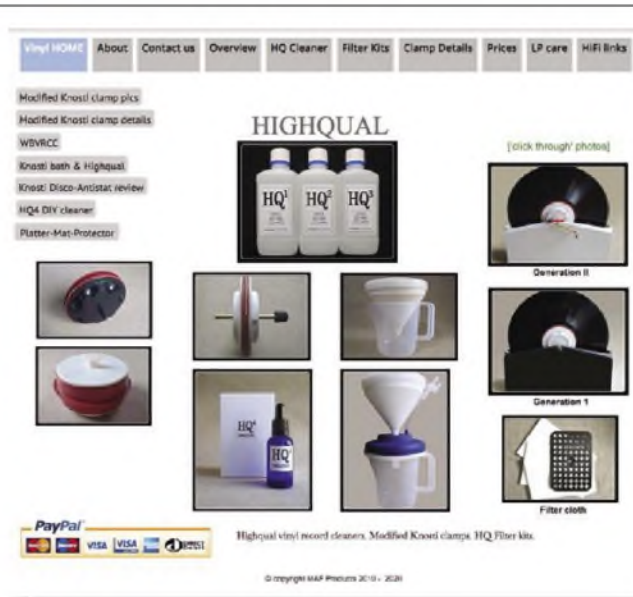 Vinyl HOME
About
Contact us
Overview
HQ Cleaner
Filter Kits
Clamp Details
Prices
LP care
HiFi links
Modified Knosti clamp pics
Modified Knosti clamp details
WBVRCC
Knosti bath & Highqual
Knosti Disco-Antistat review
HQ4 DIY cleaner
Platter-Mat-Protector
HIGHQUAL
['click through' photos]
HQ1 HQ2 HQ3
Generation II
Generation 1
HQ4
HQ4
Filter cloth
PayPal
VISA VISA
Highqual vinyl record cleaners, Modified Knosti clamps, HQ Filter kits.
© copyright MAF Products 2010 - 2020